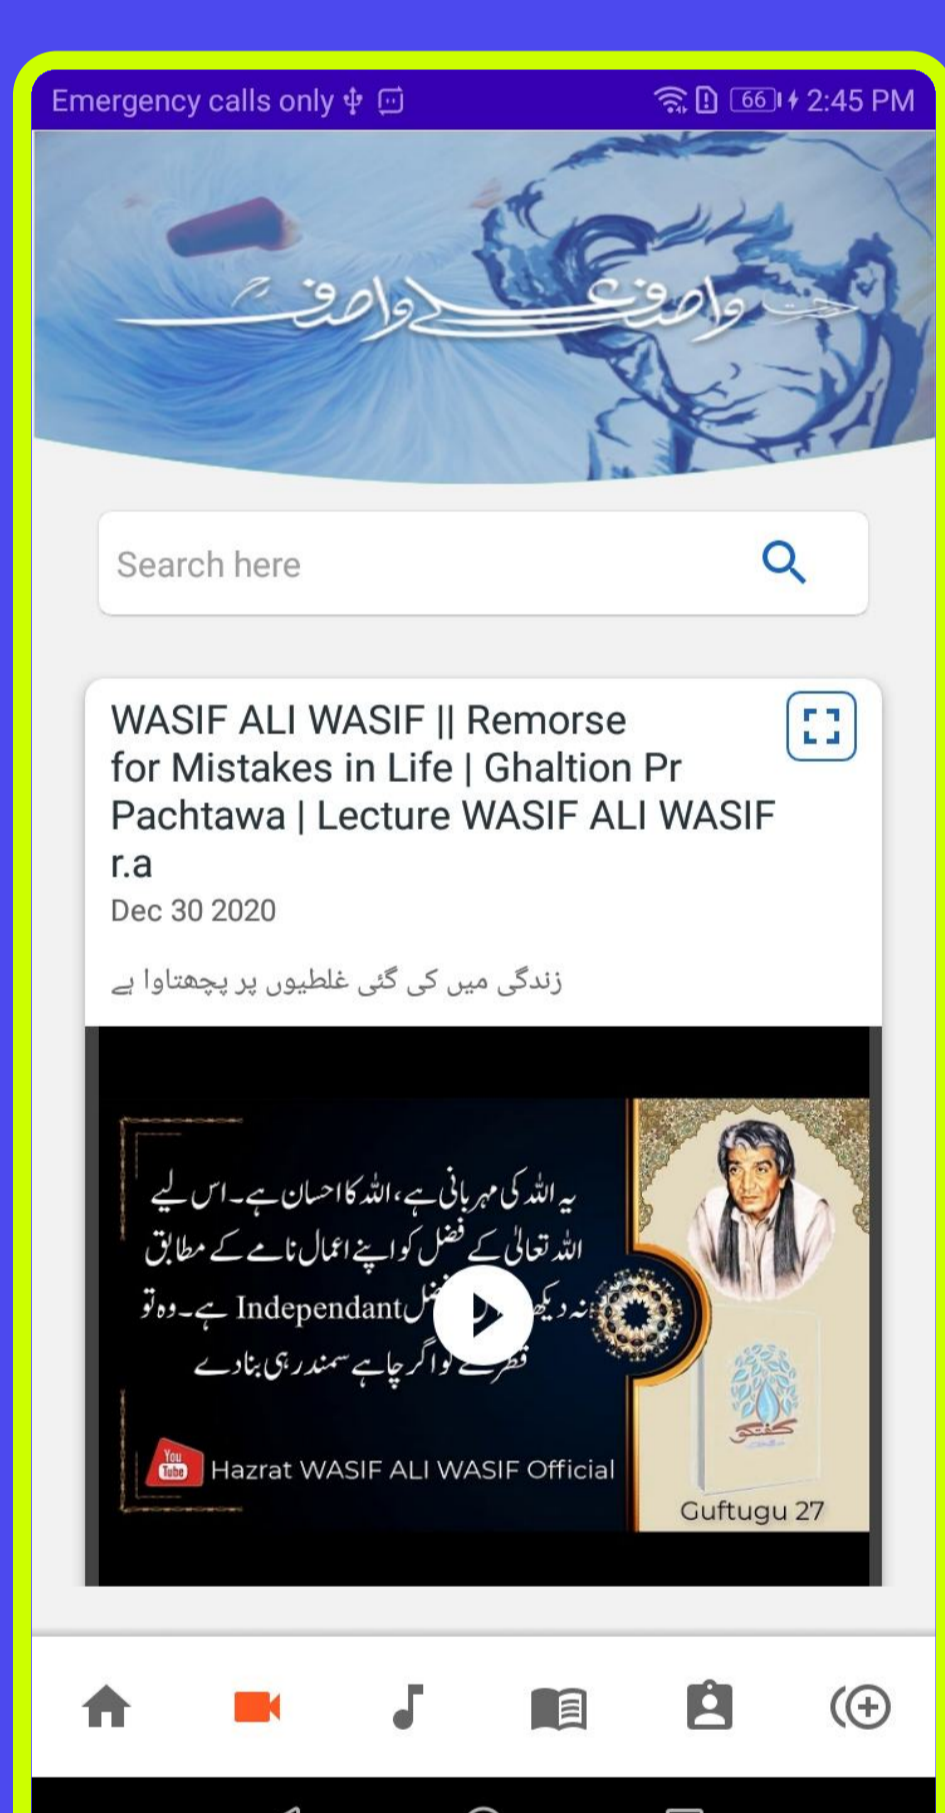 Emergency calls only
66 2:45 PM
حضرت واصف علی واصفؒ
Search here
WASIF ALI WASIF || Remorse
for Mistakes in Life | Ghaltion Pr
Pachtawa | Lecture WASIF ALI WASIF
r.a
Dec 30 2020
زندگی میں کی گئی غلطیوں پر پچھتاوا ہے
یہ اللہ کی مہربانی ہے، اللہ کا احسان ہے۔ اس لیے
اللہ تعالیٰ کے فضل کو اپنے اعمال نامے کے مطابق
نہ دیکھ Independant ہے۔ وہ تو
قطرے کو اگر چاہے سمندر ہی بنا دے
You
Tube
Hazrat WASIF ALI WASIF Official
گفتگو
Guftugu 27